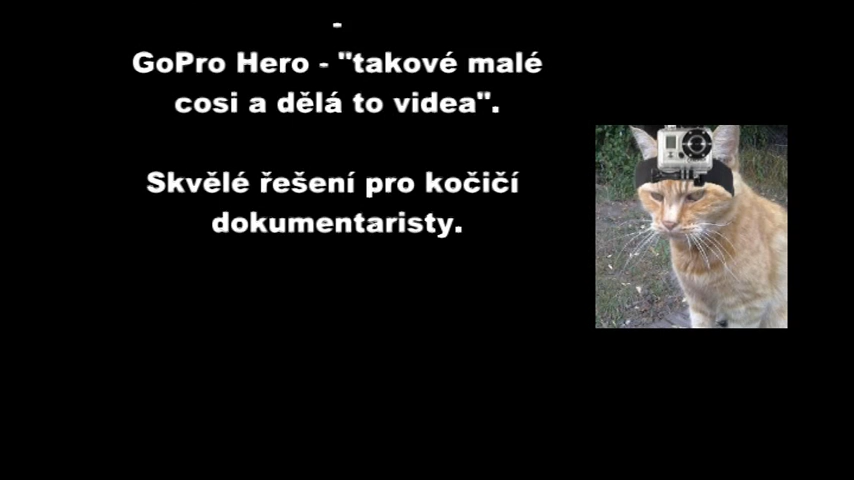 -
GoPro Hero - "takové malé
cosi a dělá to videa".
Skvělé řešení pro kočičí
dokumentaristy.